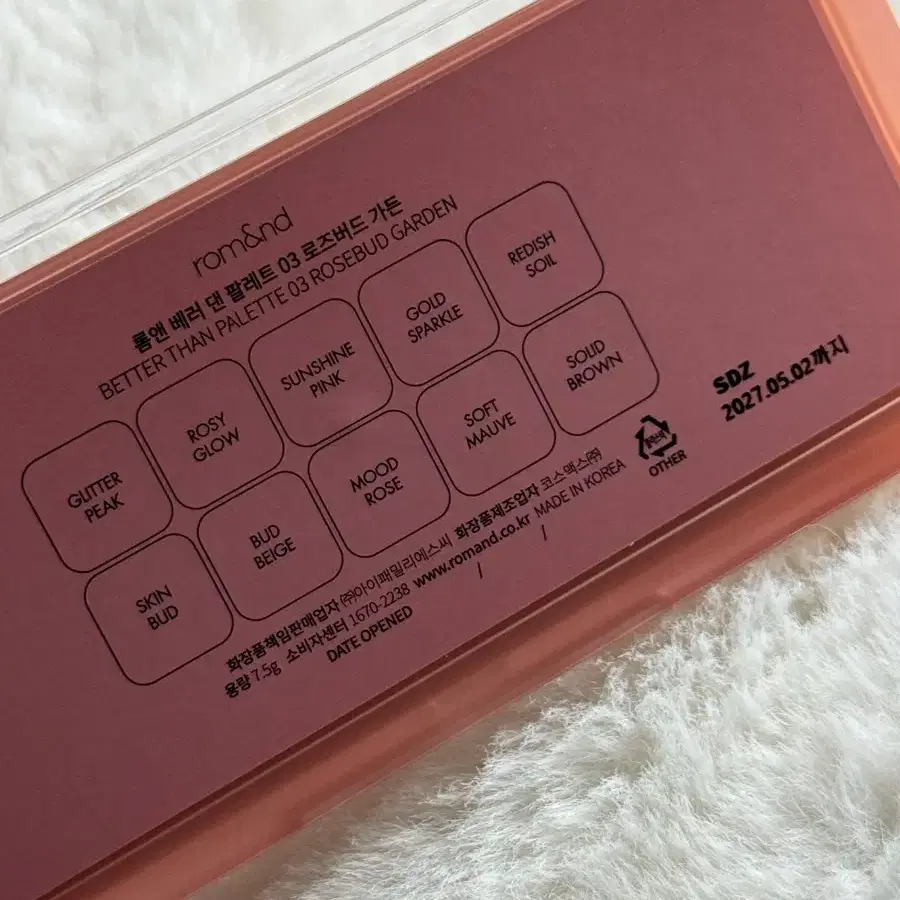 rom&nd
롬앤 베러 댄 팔레트 03 로즈버드 가든
BETTER THAN PALETTE 03 ROSEBUD GARDEN
GLITTER
PEAK
ROSY
GLOW
SUNSHINE
PINK
GOLD
SPARKLE
REDISH
SOIL
SKIN
BUD
BUD
BEIGE
MOOD
ROSE
SOFT
MAUVE
SOLID
BROWN
화장품책임판매업자 ㈜아이패밀리에스씨 화장품제조업자 코스맥스㈜
용량 7.5g 소비자센터 1670-2238 www.romand.co.kr MADE IN KOREA
DATE OPENED / /
OTHER
SDZ
2027.05.02까지